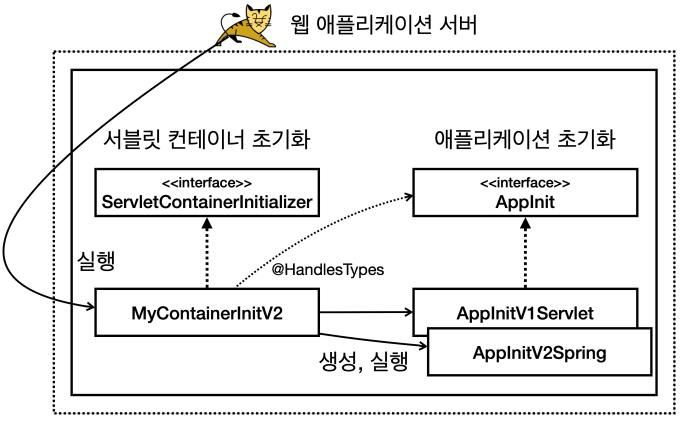 웹 애플리케이션 서버
서블릿 컨테이너 초기화
애플리케이션 초기화
<<interface>>
ServletContainerInitializer
<<interface>>
AppInit
실행
@HandlesTypes
MyContainerInitV2
AppInitV1Servlet
AppInitV2Spring
생성, 실행